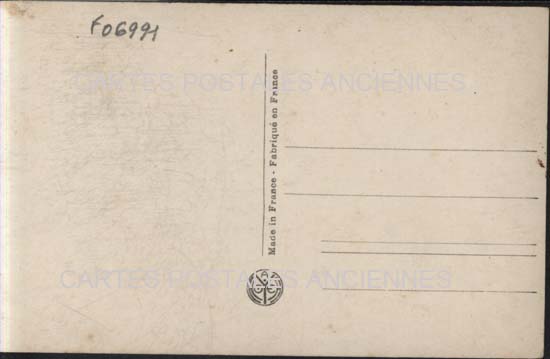 F06991
CARTES POSTALES ANCIENNES
Made in France - Fabriqué en France
CARTES POSTALES ANCIENNES